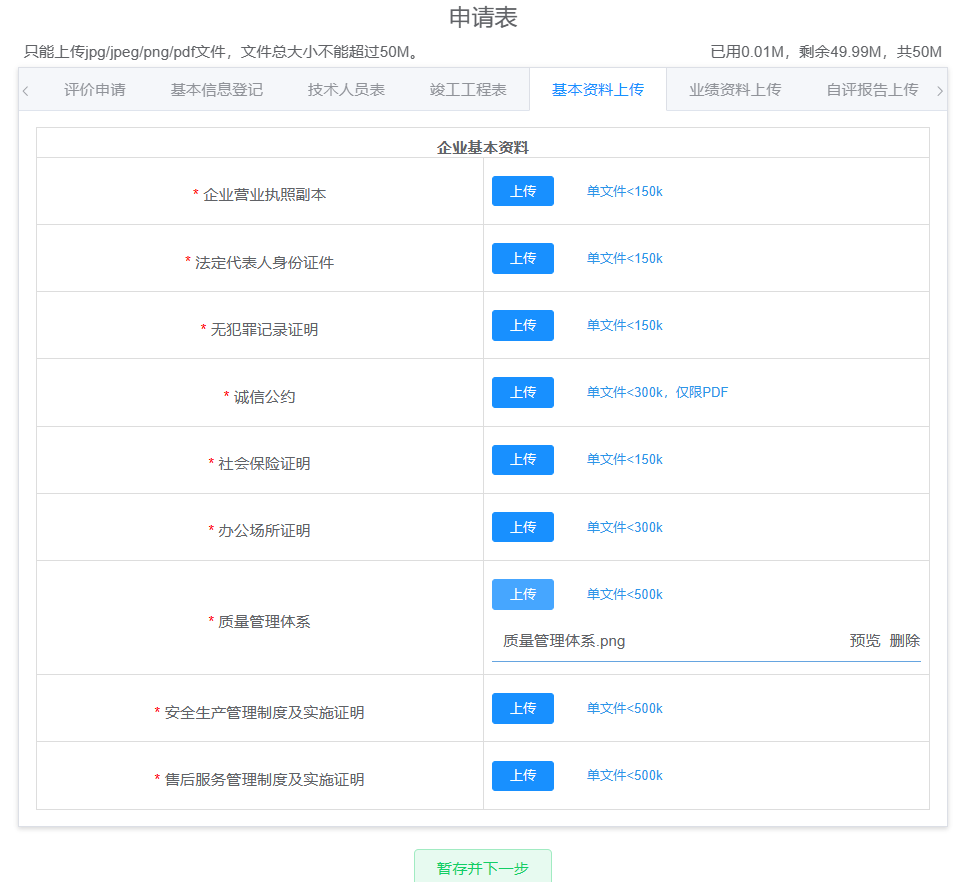 申请表
只能上传jpg/jpeg/png/pdf文件，文件总大小不能超过50M。 已用0.01M，剩余49.99M，共50M
评价申请 基本信息登记 技术人员表 竣工工程表 基本资料上传 业绩资料上传 自评报告上传
企业基本资料
* 企业营业执照副本 上传 单文件<150k
* 法定代表人身份证件 上传 单文件<150k
* 无犯罪记录证明 上传 单文件<150k
* 诚信公约 上传 单文件<300k，仅限PDF
* 社会保险证明 上传 单文件<150k
* 办公场所证明 上传 单文件<300k
* 质量管理体系 上传 单文件<500k
质量管理体系.png 预览 删除
* 安全生产管理制度及实施证明 上传 单文件<500k
* 售后服务管理制度及实施证明 上传 单文件<500k
暂存并下一步